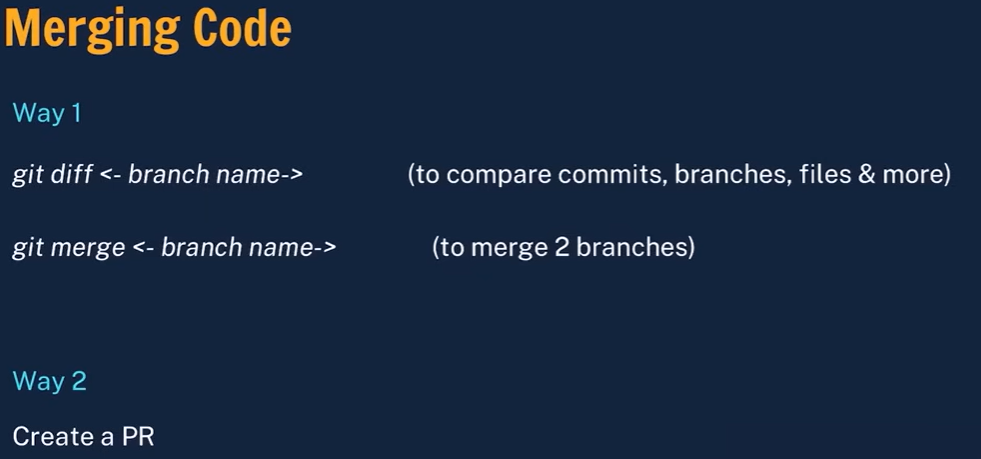 Merging Code
Way 1
git diff <- branch name-> (to compare commits, branches, files & more)
git merge <- branch name-> (to merge 2 branches)
Way 2
Create a PR